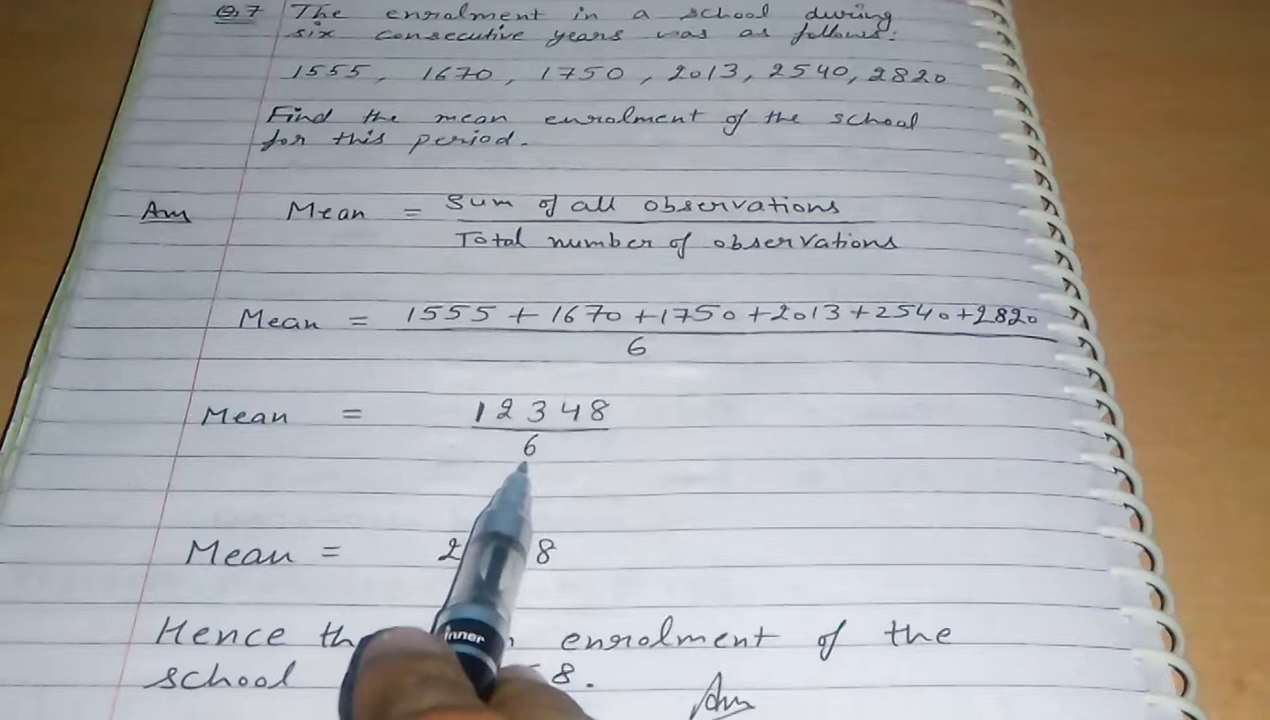 Q.7 The enrolment in a school during
six consecutive years was as follows:
1555, 1670, 1750, 2013, 2540, 2820
Find the mean enrolment of the school
for this period.
Ans Mean = Sum of all observations
Total number of observations
Mean = 1555 + 1670 + 1750 + 2013 + 2540 + 2820
6
Mean = 12348
6
Mean = 2 8
Hence enrolment of the
school 8.
Ans
inner